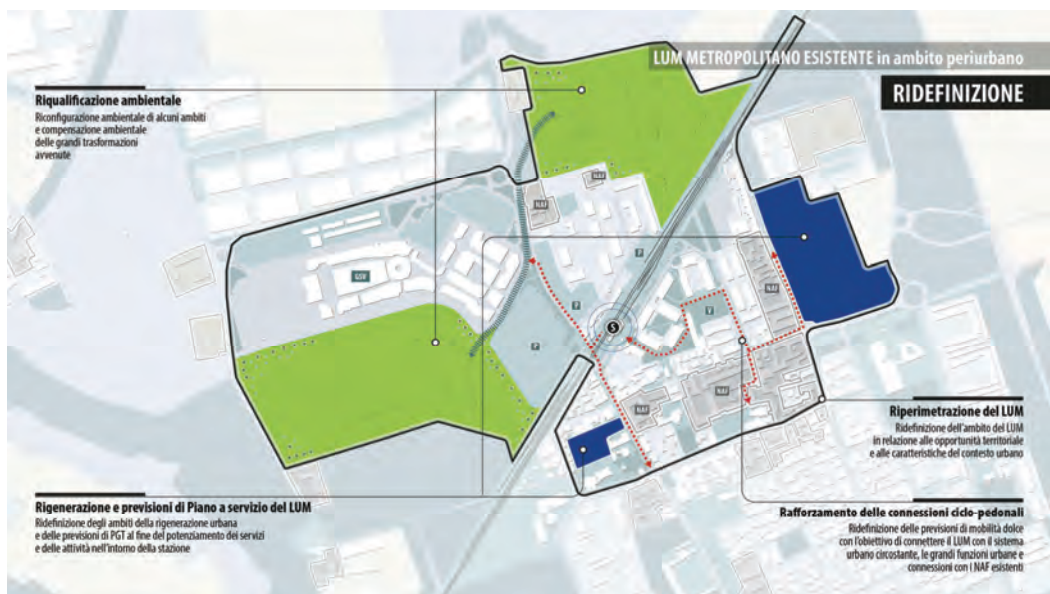 LUM METROPOLITANO ESISTENTE in ambito periurbano
RIDEFINIZIONE
Riqualificazione ambientale
Riconfigurazione ambientale di alcuni ambiti
e compensazione ambientale
delle grandi trasformazioni
avvenute
NAF
NAF
GSU
P
P
P
S
V
NAF
NAF
NAF
Riperimetrazione del LUM
Ridefinizione dell'ambito del LUM
in relazione alle opportunità territoriale
e alle caratteristiche del contesto urbano
Rigenerazione e previsioni di Piano a servizio del LUM
Ridefinizione degli ambiti della rigenerazione urbana
e delle previsioni di PGT al fine del potenziamento dei servizi
e delle attività nell'intorno della stazione
Rafforzamento delle connessioni ciclo-pedonali
Ridefinizione delle previsioni di mobilità dolce
con l'obiettivo di connettere il LUM con il sistema
urbano circostante, le grandi funzioni urbane e
connessioni con i NAF esistenti